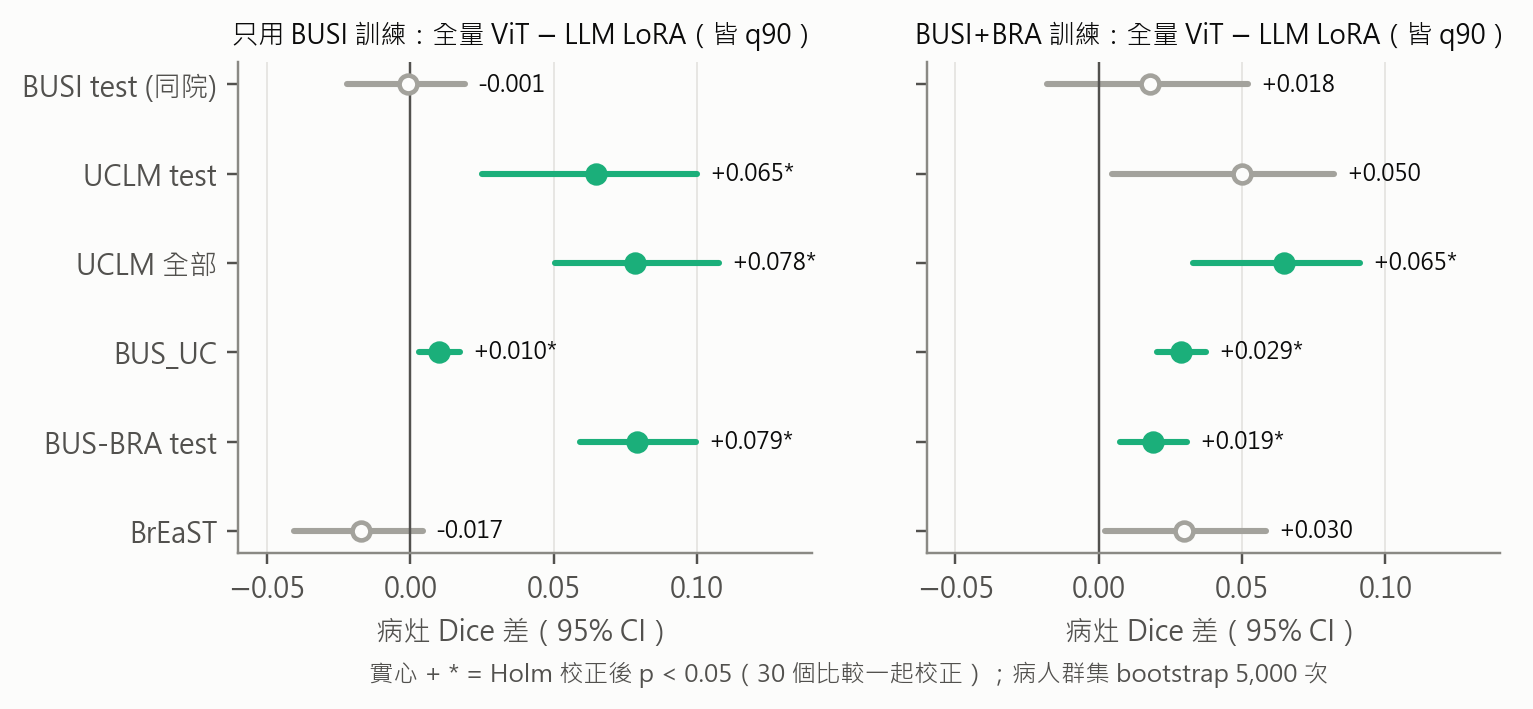 只用 BUSI 訓練：全量 ViT − LLM LoRA（皆 q90）
BUSI test (同院)
-0.001
UCLM test
+0.065*
UCLM 全部
+0.078*
BUS_UC
+0.010*
BUS-BRA test
+0.079*
BrEaST
-0.017
−0.05 0.00 0.05 0.10
病灶 Dice 差（95% CI）
BUSI+BRA 訓練：全量 ViT − LLM LoRA（皆 q90）
+0.018
+0.050
+0.065*
+0.029*
+0.019*
+0.030
−0.05 0.00 0.05 0.10
病灶 Dice 差（95% CI）
實心 + * = Holm 校正後 p < 0.05（30 個比較一起校正）；病人群集 bootstrap 5,000 次